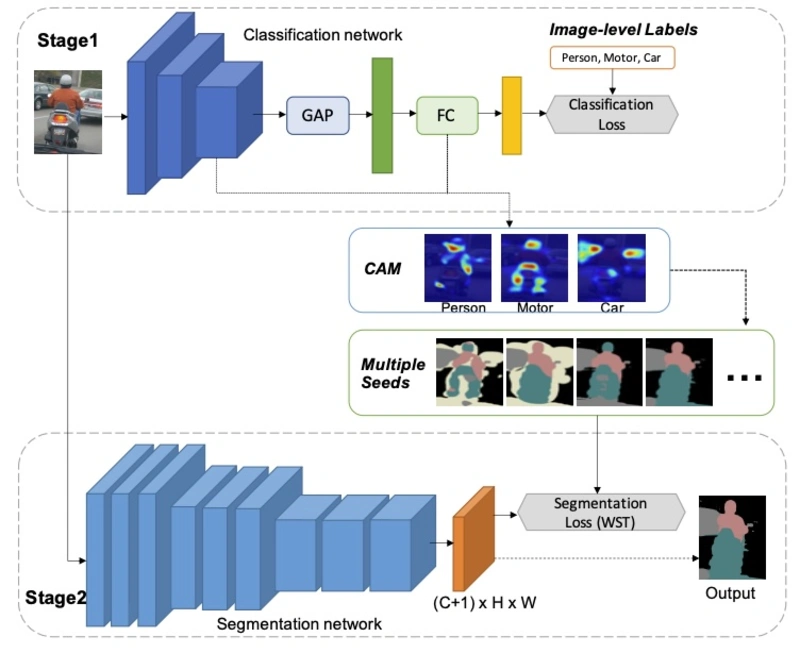 Stage1
Classification network
Image-level Labels
Person, Motor, Car
GAP
FC
Classification
Loss
CAM
Person
Motor
Car
Multiple
Seeds
...
Segmentation
Loss (WST)
Stage2
(C+1) x H x W
Output
Segmentation network